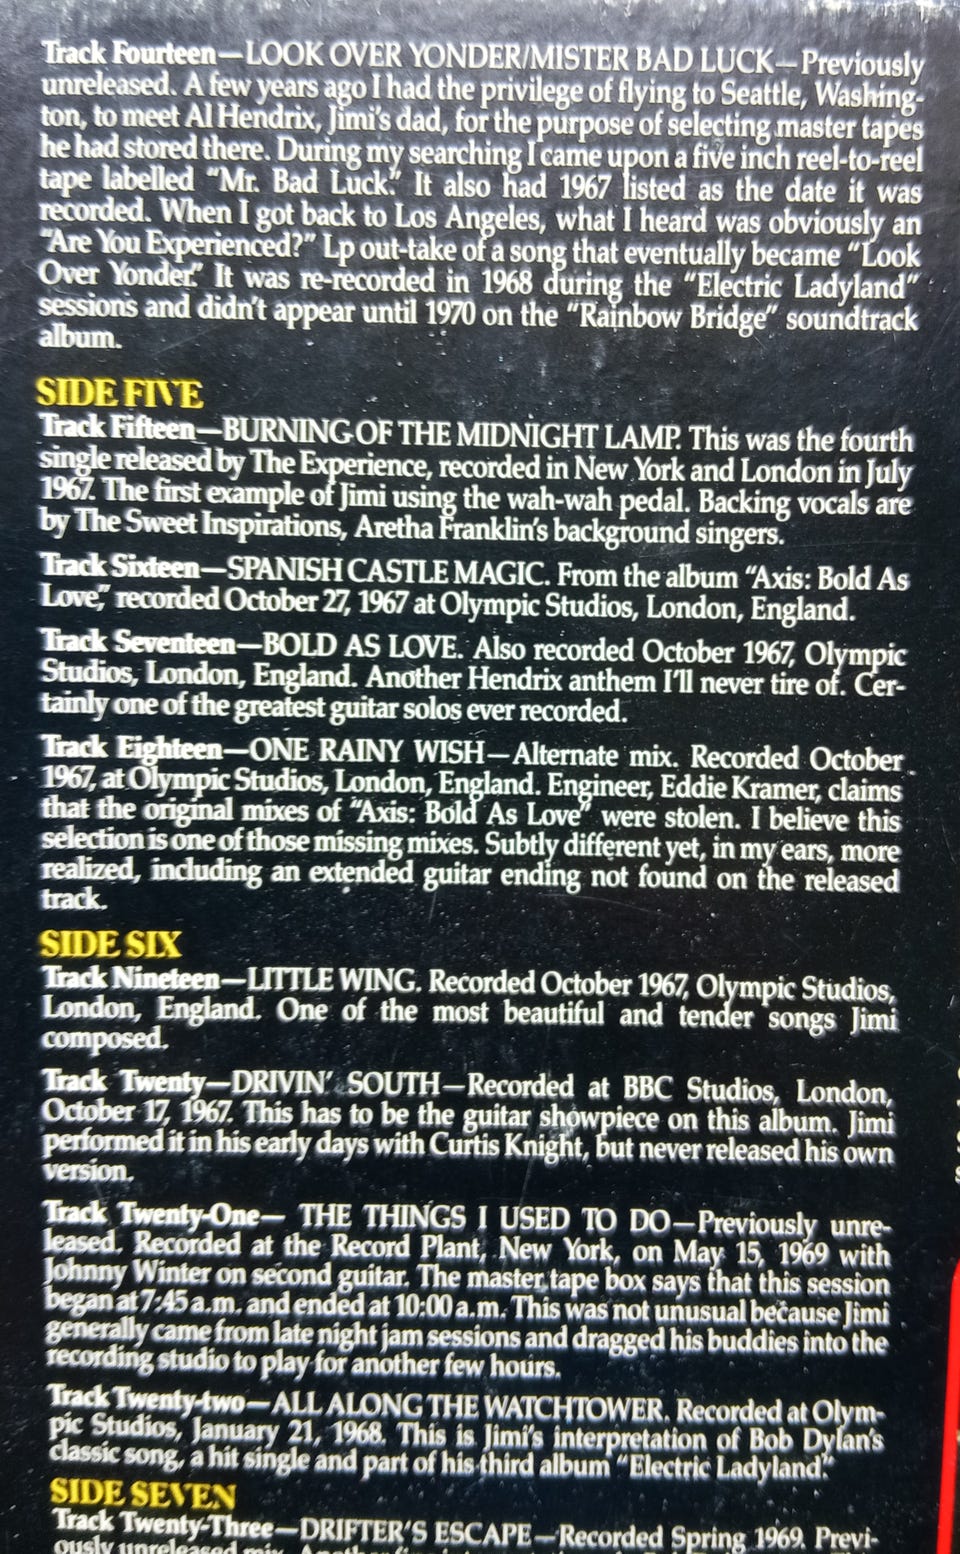 Track Fourteen—LOOK OVER YONDER/MISTER BAD LUCK—Previously
unreleased. A few years ago I had the privilege of flying to Seattle, Washing-
ton, to meet Al Hendrix, Jimi's dad, for the purpose of selecting master tapes
he had stored there. During my searching I came upon a five inch reel-to-reel
tape labelled "Mr. Bad Luck." It also had 1967 listed as the date it was
recorded. When I got back to Los Angeles, what I heard was obviously an
"Are You Experienced?" Lp out-take of a song that eventually became "Look
Over Yonder." It was re-recorded in 1968 during the "Electric Ladyland"
sessions and didn't appear until 1970 on the "Rainbow Bridge" soundtrack
album.
SIDE FIVE
Track Fifteen—BURNING OF THE MIDNIGHT LAMP. This was the fourth
single released by The Experience, recorded in New York and London in July
1967. The first example of Jimi using the wah-wah pedal. Backing vocals are
by The Sweet Inspirations, Aretha Franklin's background singers.
Track Sixteen—SPANISH CASTLE MAGIC. From the album "Axis: Bold As
Love," recorded October 27, 1967 at Olympic Studios, London, England.
Track Seventeen—BOLD AS LOVE. Also recorded October 1967, Olympic
Studios, London, England. Another Hendrix anthem I'll never tire of. Cer-
tainly one of the greatest guitar solos ever recorded.
Track Eighteen—ONE RAINY WISH—Alternate mix. Recorded October
1967, at Olympic Studios, London, England. Engineer, Eddie Kramer, claims
that the original mixes of "Axis: Bold As Love" were stolen. I believe this
selection is one of those missing mixes. Subtly different yet, in my ears, more
realized, including an extended guitar ending not found on the released
track.
SIDE SIX
Track Nineteen—LITTLE WING. Recorded October 1967, Olympic Studios,
London, England. One of the most beautiful and tender songs Jimi
composed.
Track Twenty—DRIVIN' SOUTH—Recorded at BBC Studios, London,
October 17, 1967. This has to be the guitar showpiece on this album. Jimi
performed it in his early days with Curtis Knight, but never released his own
version.
Track Twenty-One— THE THINGS I USED TO DO—Previously unre-
leased. Recorded at the Record Plant, New York, on May 15, 1969 with
Johnny Winter on second guitar. The master tape box says that this session
began at 7:45 a.m. and ended at 10:00 a.m. This was not unusual because Jimi
generally came from late night jam sessions and dragged his buddies into the
recording studio to play for another few hours.
Track Twenty-two—ALL ALONG THE WATCHTOWER. Recorded at Olym-
pic Studios, January 21, 1968. This is Jimi's interpretation of Bob Dylan's
classic song, a hit single and part of his third album "Electric Ladyland."
SIDE SEVEN
Track Twenty-Three—DRIFTER'S ESCAPE—Recorded Spring 1969. Previ-
ously unreleased mix.